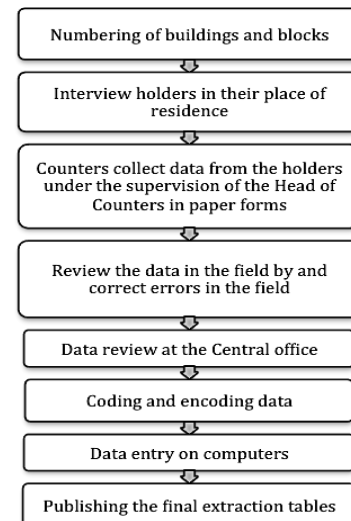 Numbering of buildings and blocks
Interview holders in their place of
residence
Counters collect data from the holders
under the supervision of the Head of
Counters in paper forms
Review the data in the field by and
correct errors in the field
Data review at the Central office
Coding and encoding data
Data entry on computers
Publishing the final extraction tables